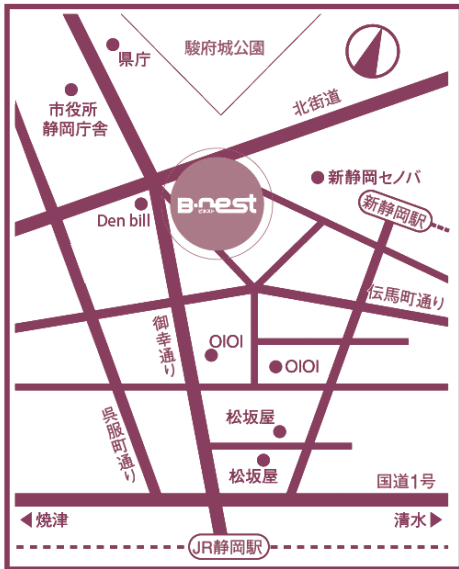 駿府城公園
県庁
市役所
静岡庁舎
北街道
B・nest
ビネスト
新静岡セノバ
Den bill
新静岡駅
伝馬町通り
御幸通り
OIOI
OIOI
呉服町通り
松坂屋
松坂屋
国道1号
焼津
清水
JR静岡駅